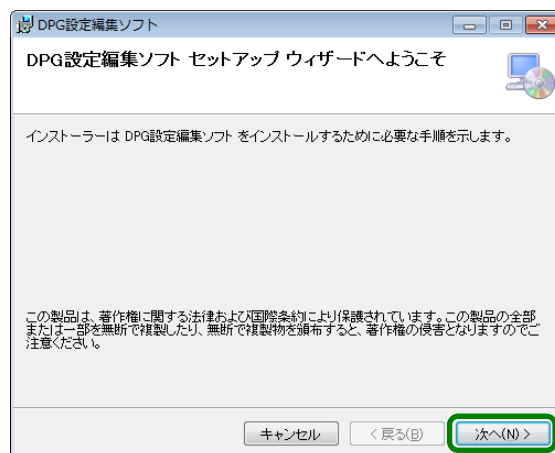 DPG設定編集ソフト
DPG設定編集ソフト セットアップ ウィザードへようこそ
インストーラーは DPG設定編集ソフト をインストールするために必要な手順を示します。
この製品は、著作権に関する法律および国際条約により保護されています。この製品の全部
または一部を無断で複製したり、無断で複製物を頒布すると、著作権の侵害となりますのでご
注意ください。
キャンセル < 戻る(B) 次へ(N) >